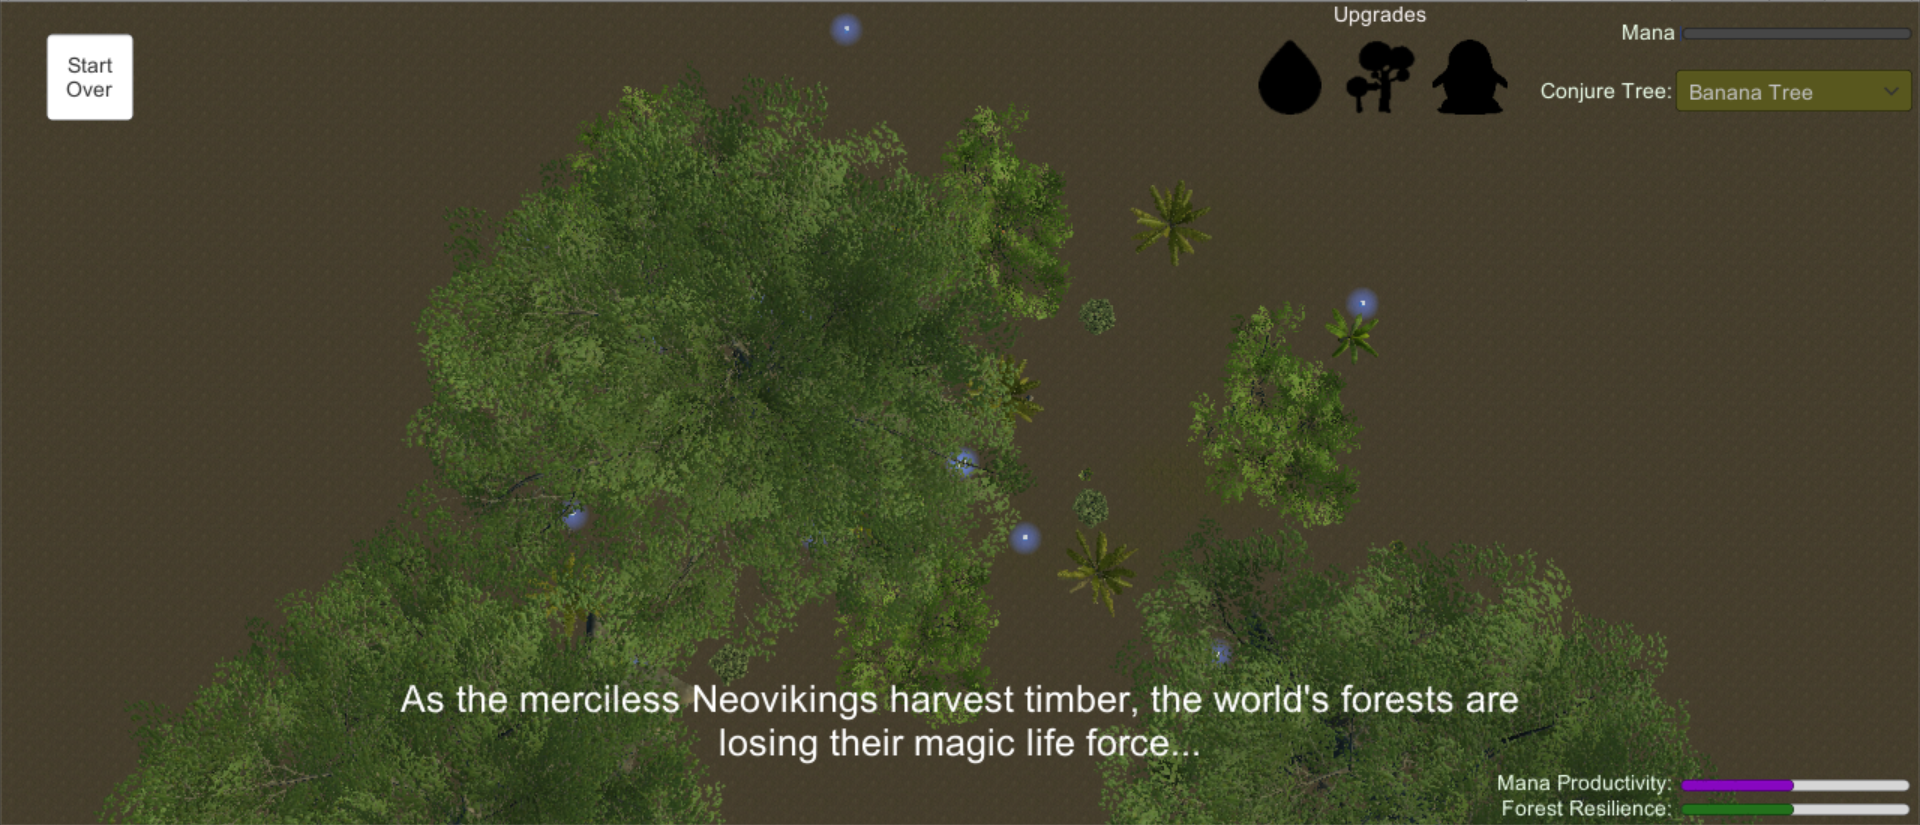 Start
Over
Upgrades
Mana
Conjure Tree: Banana Tree
As the merciless Neovikings harvest timber, the world's forests are
losing their magic life force...
Mana Productivity:
Forest Resilience: